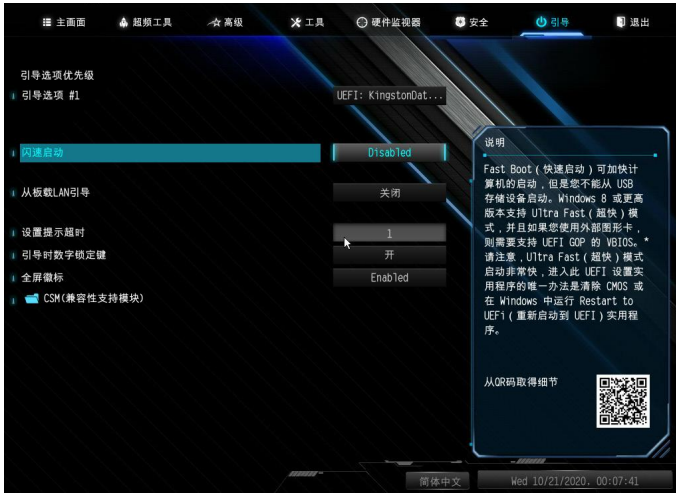 主画面 超频工具 高级 工具 硬件监视器 安全 引导 退出
引导选项优先级
引导选项 #1 UEFI: KingstonDat...
闪速启动 Disabled
从板载LAN引导 关闭
设置提示超时 1
引导时数字锁定键 开
全屏徽标 Enabled
CSM(兼容性支持模块)
说明
Fast Boot ( 快速启动 ) 可加快计
算机的启动 , 但是您不能从 USB
存储设备启动。Windows 8 或更高
版本支持 Ultra Fast ( 超快 ) 模
式 , 并且如果您使用外部图形卡 ,
则需要支持 UEFI GOP 的 VBIOS。*
请注意 , Ultra Fast ( 超快 ) 模式
启动非常快 , 进入此 UEFI 设置实
用程序的唯一办法是清除 CMOS 或
在 Windows 中运行 Restart to
UEFi ( 重新启动到 UEFI ) 实用程
序。
从QR码取得细节
简体中文 Wed 10/21/2020. 00:07:41